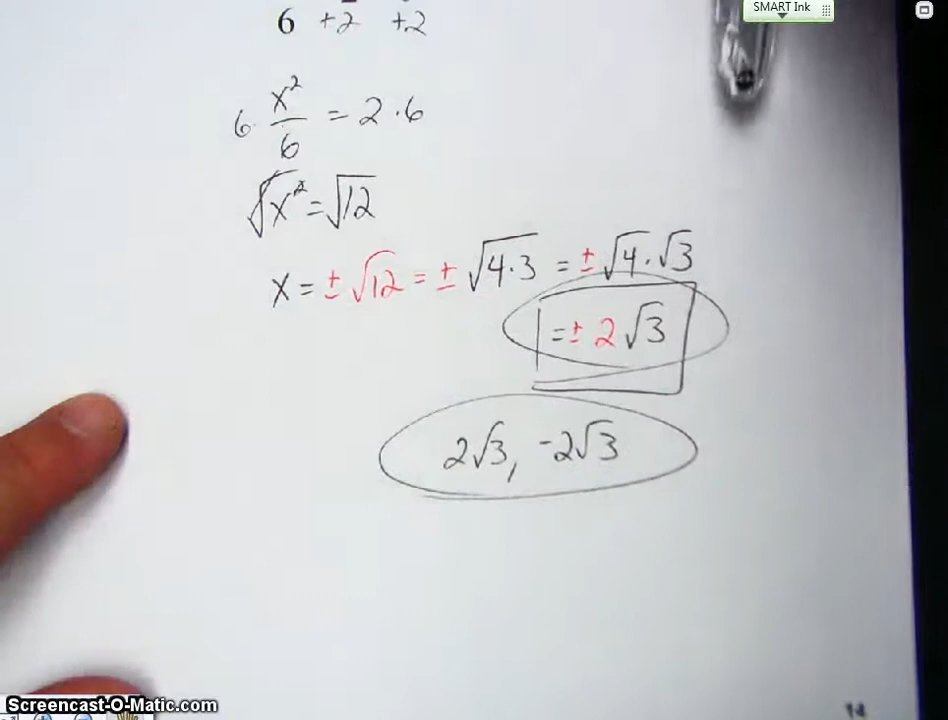 SMART Ink
6 +2 +2
6 · x²/6 = 2 · 6
√x² = √12
x = ± √12 = ± √4·3 = ± √4 · √3
= ± 2 √3
2√3, -2√3
Screencast-O-Matic.com
14